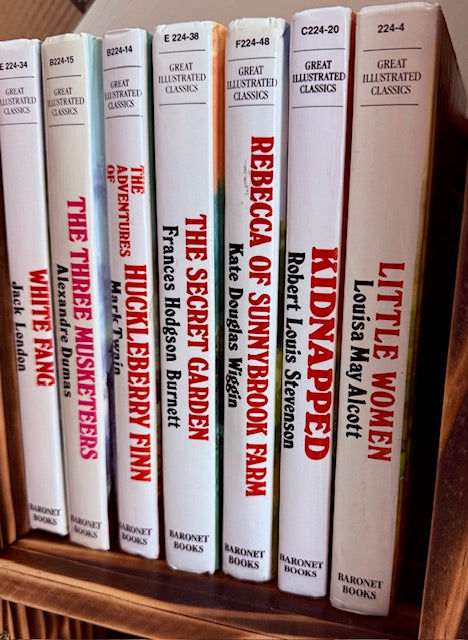 E 224-34
GREAT
ILLUSTRATED
CLASSICS
WHITE FANG
Jack London
BARONET
BOOKS
B224-15
GREAT
ILLUSTRATED
CLASSICS
THE THREE MUSKETEERS
Alexandre Dumas
BARONET
BOOKS
B224-14
GREAT
ILLUSTRATED
CLASSICS
THE
ADVENTURES
OF
HUCKLEBERRY FINN
Mark Twain
BARONET
BOOKS
E 224-38
GREAT
ILLUSTRATED
CLASSICS
THE SECRET GARDEN
Frances Hodgson Burnett
BARONET
BOOKS
F224-48
GREAT
ILLUSTRATED
CLASSICS
REBECCA OF SUNNYBROOK FARM
Kate Douglas Wiggin
BARONET
BOOKS
C224-20
GREAT
ILLUSTRATED
CLASSICS
KIDNAPPED
Robert Louis Stevenson
BARONET
BOOKS
224-4
GREAT
ILLUSTRATED
CLASSICS
LITTLE WOMEN
Louisa May Alcott
BARONET
BOOKS